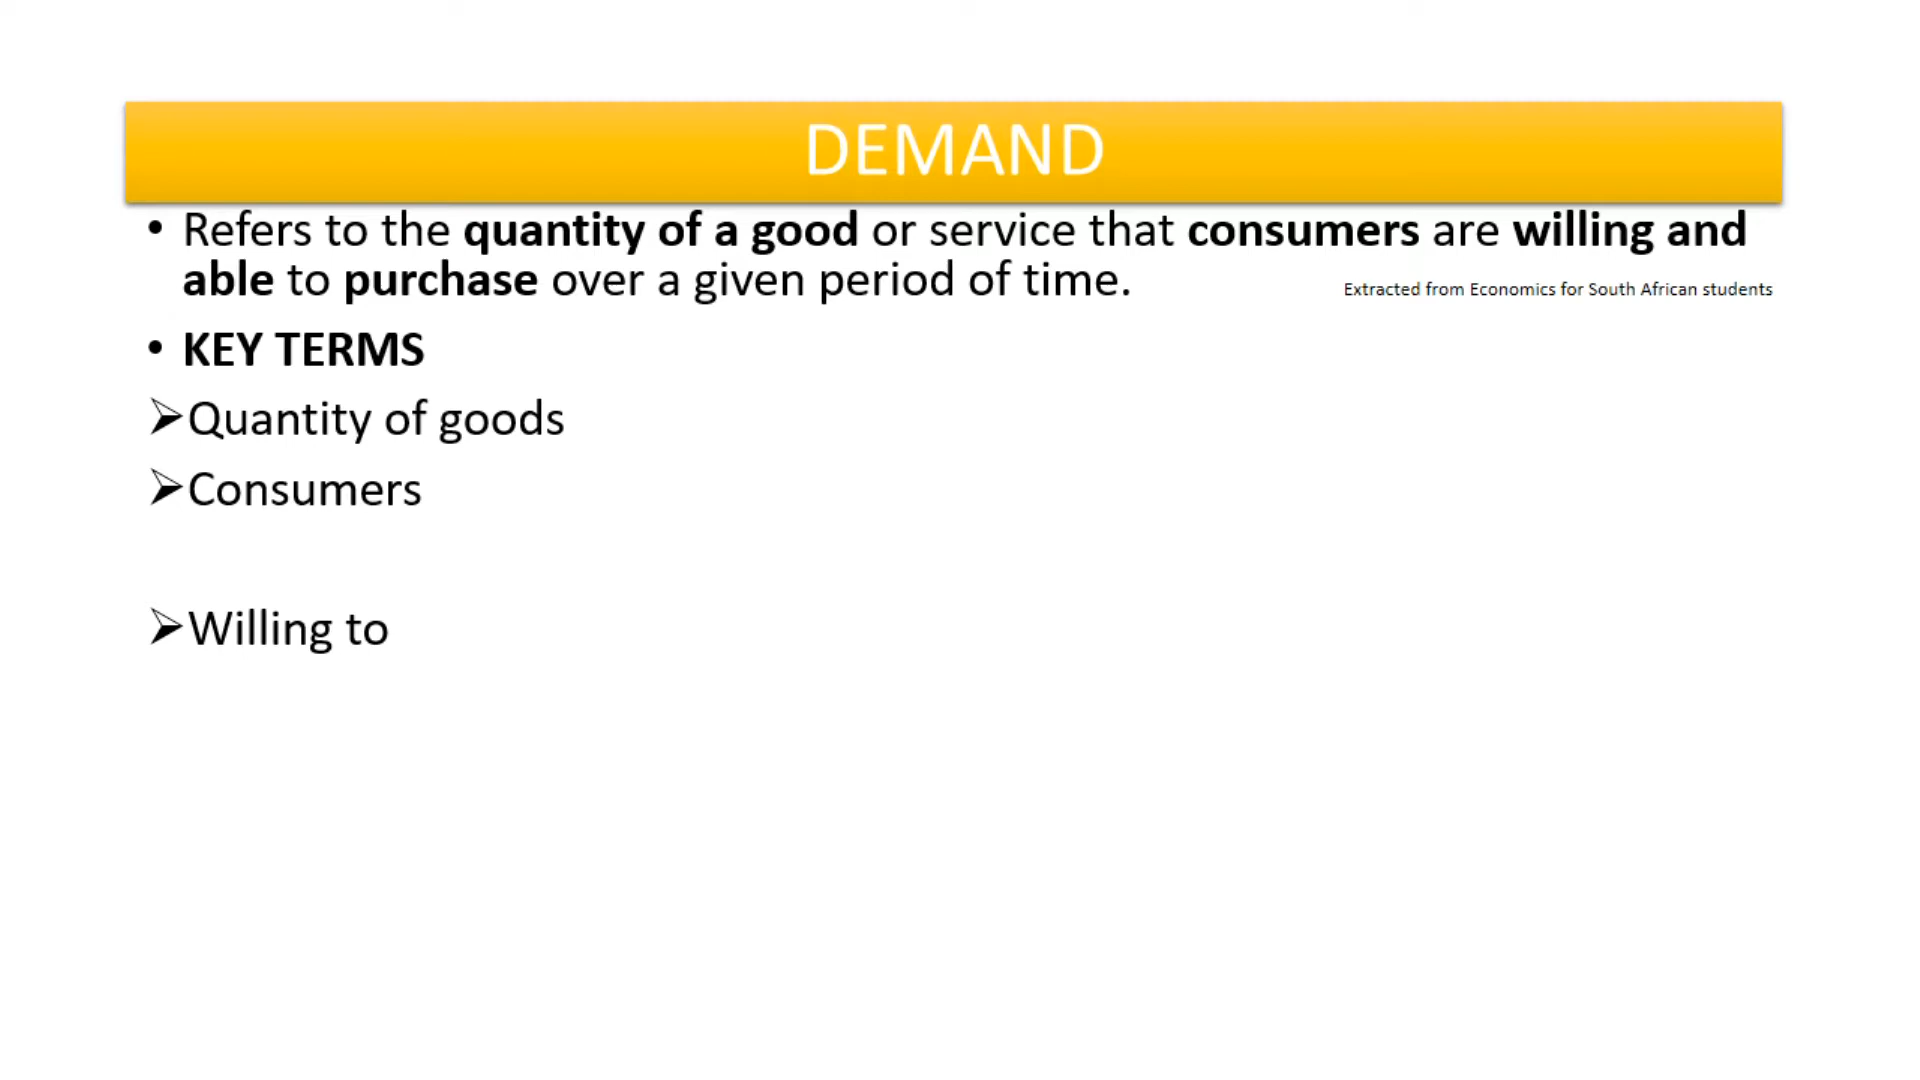 DEMAND
• Refers to the quantity of a good or service that consumers are willing and
able to purchase over a given period of time.
Extracted from Economics for South African students
• KEY TERMS
➢Quantity of goods
➢Consumers
➢Willing to